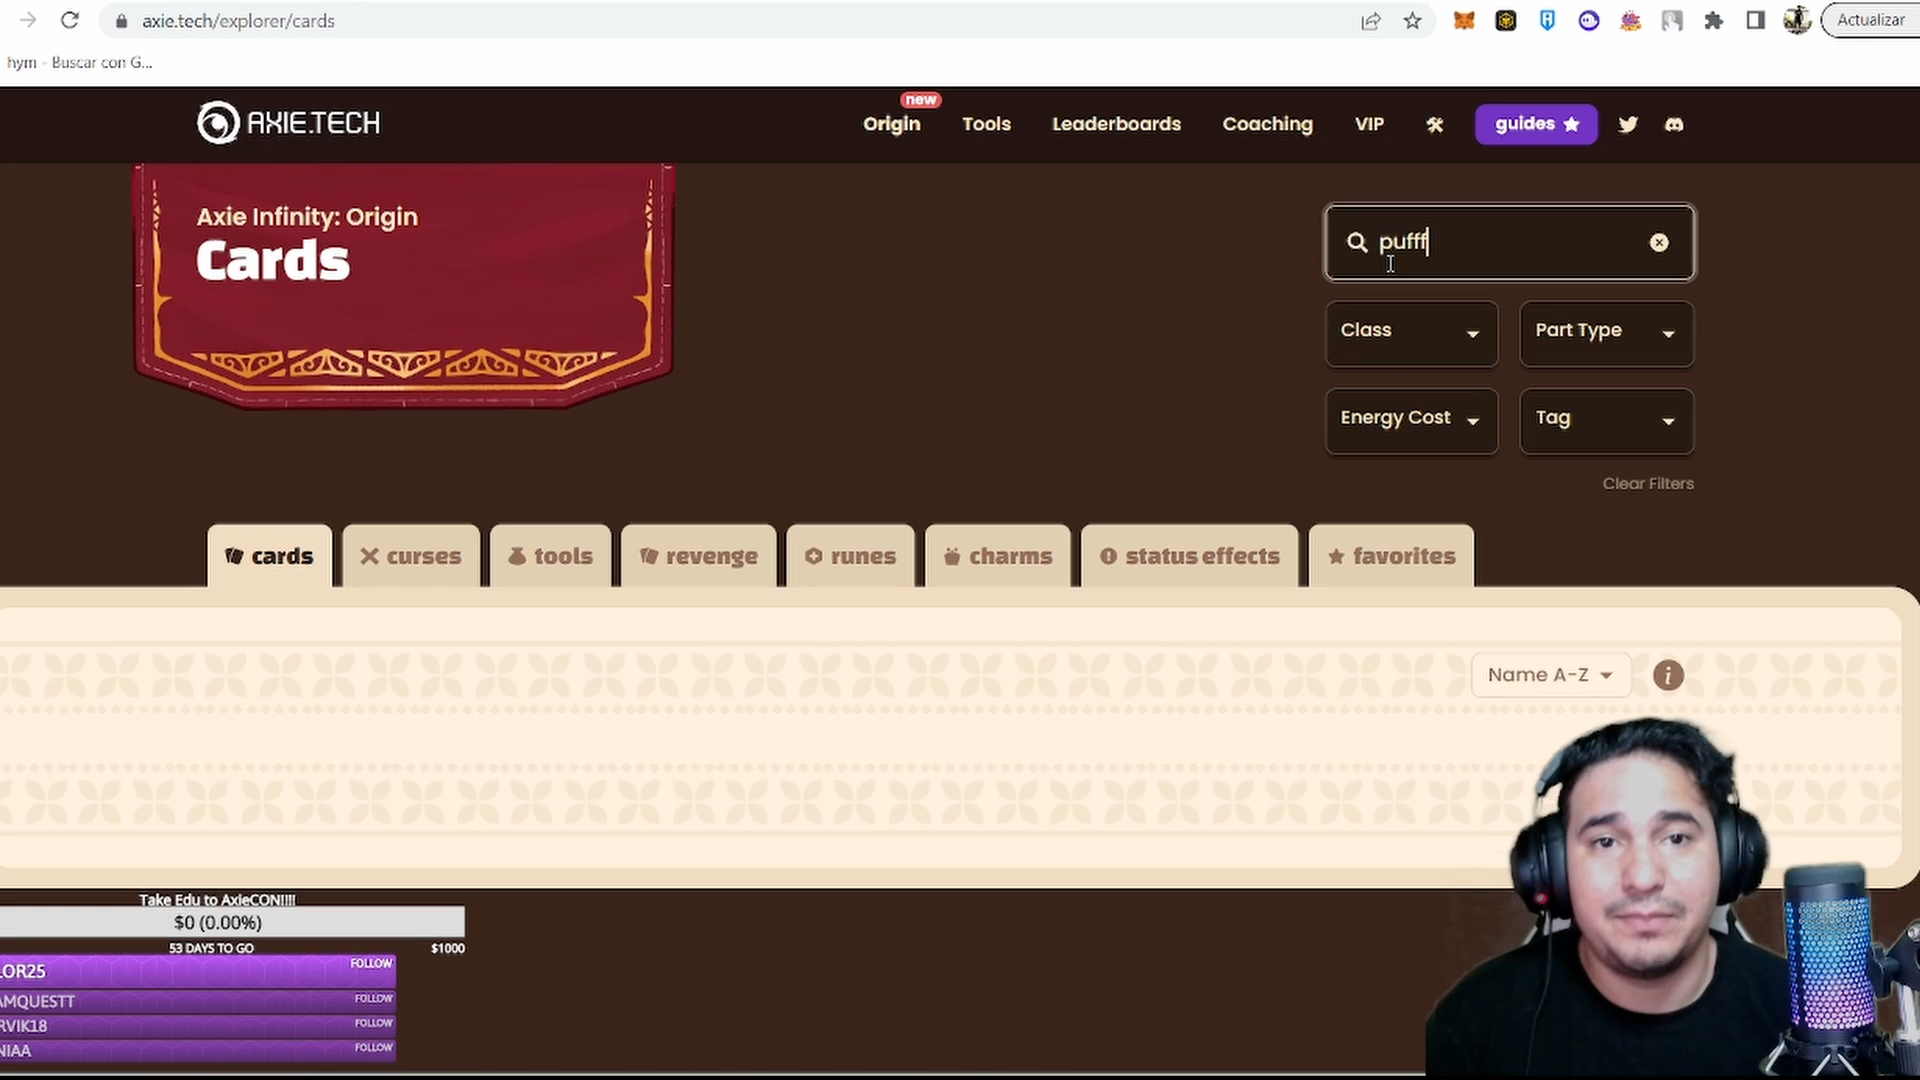 axie.tech/explorer/cards
Actualizar
hym - Buscar con G...
AXIE.TECH
new
Origin
Tools
Leaderboards
Coaching
VIP
guides
Axie Infinity: Origin
Cards
pufff
Class
Part Type
Energy Cost
Tag
Clear Filters
cards
curses
tools
revenge
runes
charms
status effects
favorites
Name A-Z
i
Take Edu to AxieCON!!!!
$0 (0.00%)
53 DAYS TO GO
$1000
LOR25
FOLLOW
AMQUESTT
FOLLOW
RVIK18
FOLLOW
NIAA
FOLLOW